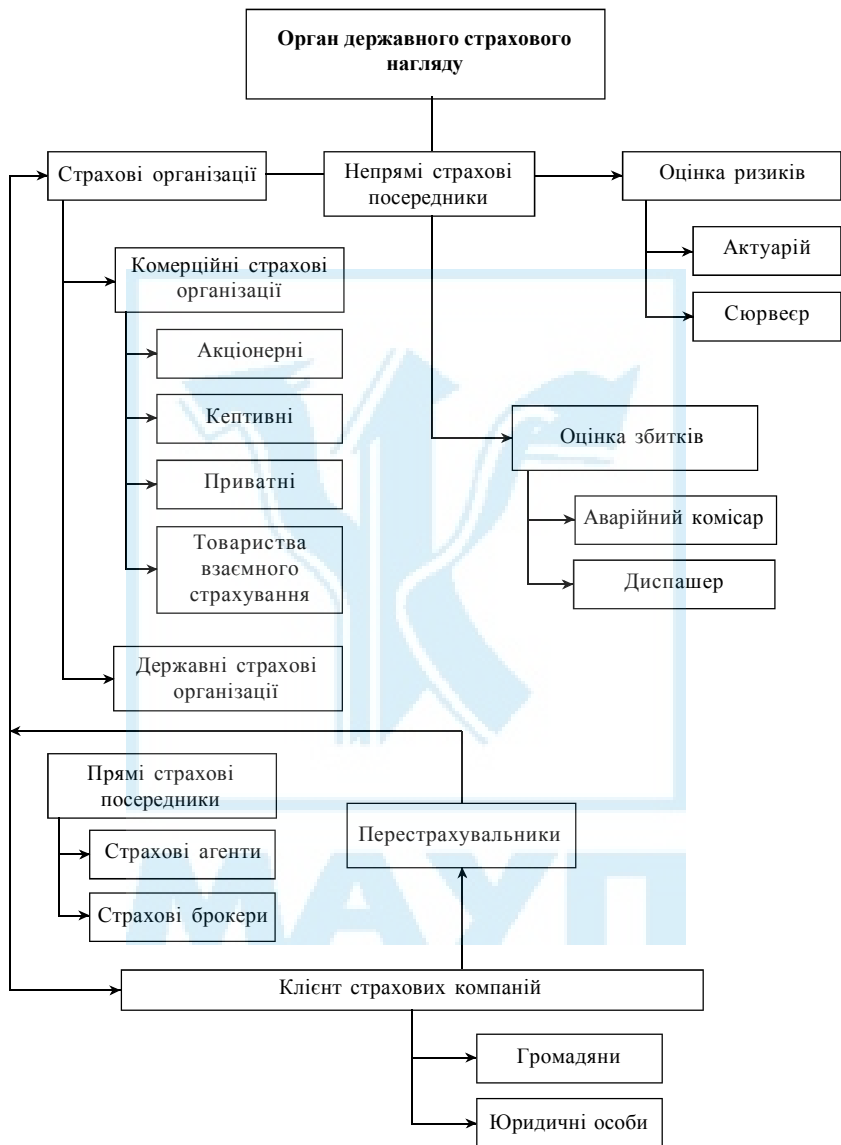 Орган державного страхового
нагляду
Страхові організації
Непрямі страхові
посередники
Оцінка ризиків
Актуарій
Сюрвеєр
Комерційні страхові
організації
Акціонерні
Кептивні
Приватні
Товариства
взаємного
страхування
Оцінка збитків
Аварійний комісар
Диспашер
Державні страхові
організації
Прямі страхові
посередники
Страхові агенти
Страхові брокери
Перестрахувальники
МАУП
Клієнт страхових компаній
Громадяни
Юридичні особи